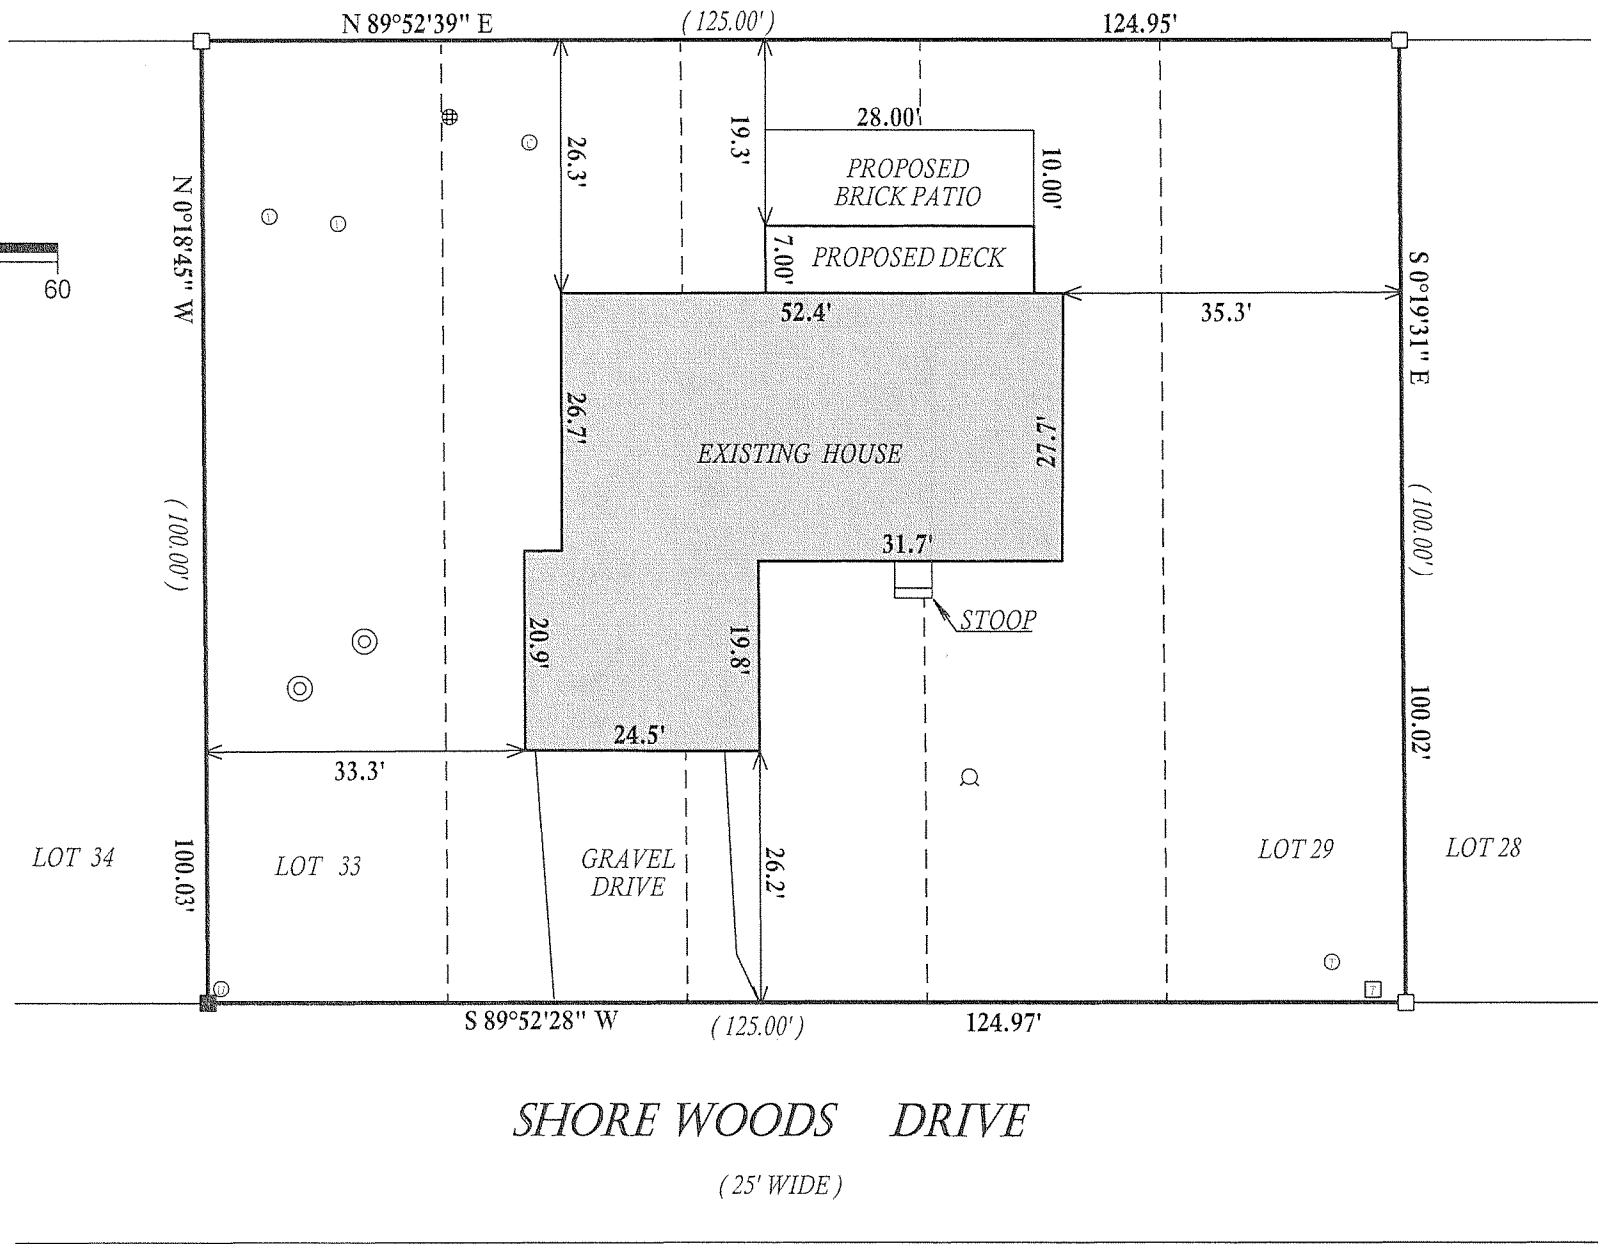 N 89°52'39" E
(125.00')
124.95'
28.00'
19.3'
26.3'
PROPOSED
BRICK PATIO
10.00'
N 0°18'45" W
7.00'
PROPOSED DECK
S 0°19'31" E
60
52.4'
35.3'
26.7'
EXISTING HOUSE
27.7'
(100.00')
(100.00')
31.7'
STOOP
20.9'
19.8'
24.5'
33.3'
100.02'
LOT 34
100.03'
LOT 33
GRAVEL
DRIVE
26.2'
LOT 29
LOT 28
T
T
S 89°52'28" W
(125.00')
124.97'
SHORE WOODS DRIVE
(25' WIDE)